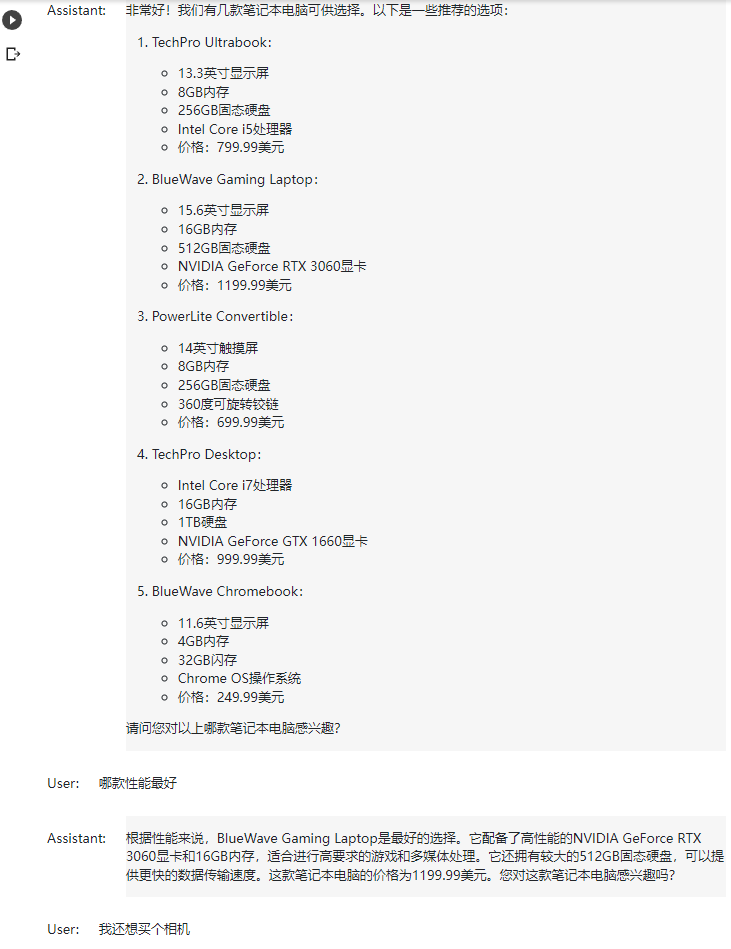 Assistant: 非常好！我们有几款笔记本电脑可供选择。以下是一些推荐的选项：
1. TechPro Ultrabook：
13.3英寸显示屏
8GB内存
256GB固态硬盘
Intel Core i5处理器
价格：799.99美元
2. BlueWave Gaming Laptop：
15.6英寸显示屏
16GB内存
512GB固态硬盘
NVIDIA GeForce RTX 3060显卡
价格：1199.99美元
3. PowerLite Convertible：
14英寸触摸屏
8GB内存
256GB固态硬盘
360度可旋转铰链
价格：699.99美元
4. TechPro Desktop：
Intel Core i7处理器
16GB内存
1TB硬盘
NVIDIA GeForce GTX 1660显卡
价格：999.99美元
5. BlueWave Chromebook：
11.6英寸显示屏
4GB内存
32GB闪存
Chrome OS操作系统
价格：249.99美元
请问您对以上哪款笔记本电脑感兴趣？
User: 哪款性能最好
Assistant: 根据性能来说，BlueWave Gaming Laptop是最好的选择。它配备了高性能的NVIDIA GeForce RTX
3060显卡和16GB内存，适合进行高要求的游戏和多媒体处理。它还拥有较大的512GB固态硬盘，可以提
供更快的数据传输速度。这款笔记本电脑的价格为1199.99美元。您对这款笔记本电脑感兴趣吗？
User: 我还想买个相机